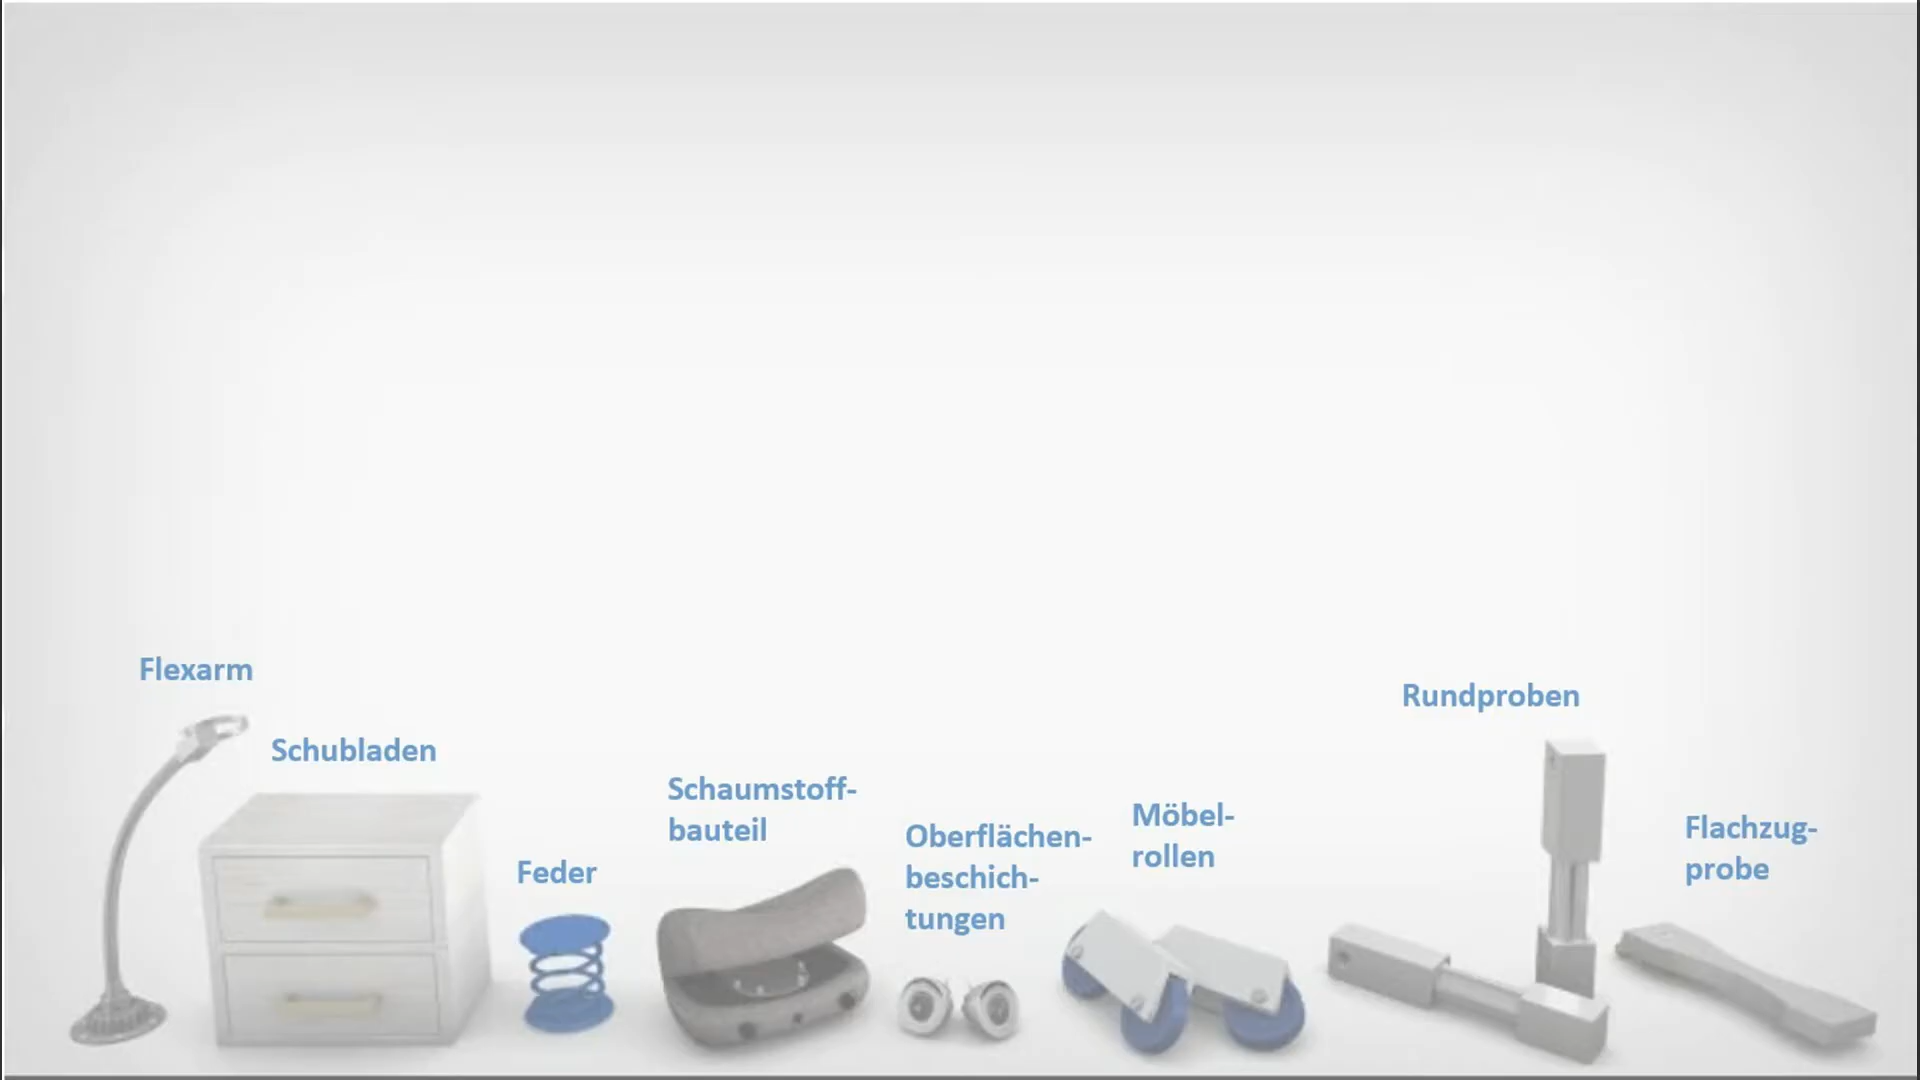 Flexarm
Schubladen
Feder
Schaumstoff-
bauteil
Oberflächen-
beschich-
tungen
Möbel-
rollen
Rundproben
Flachzug-
probe